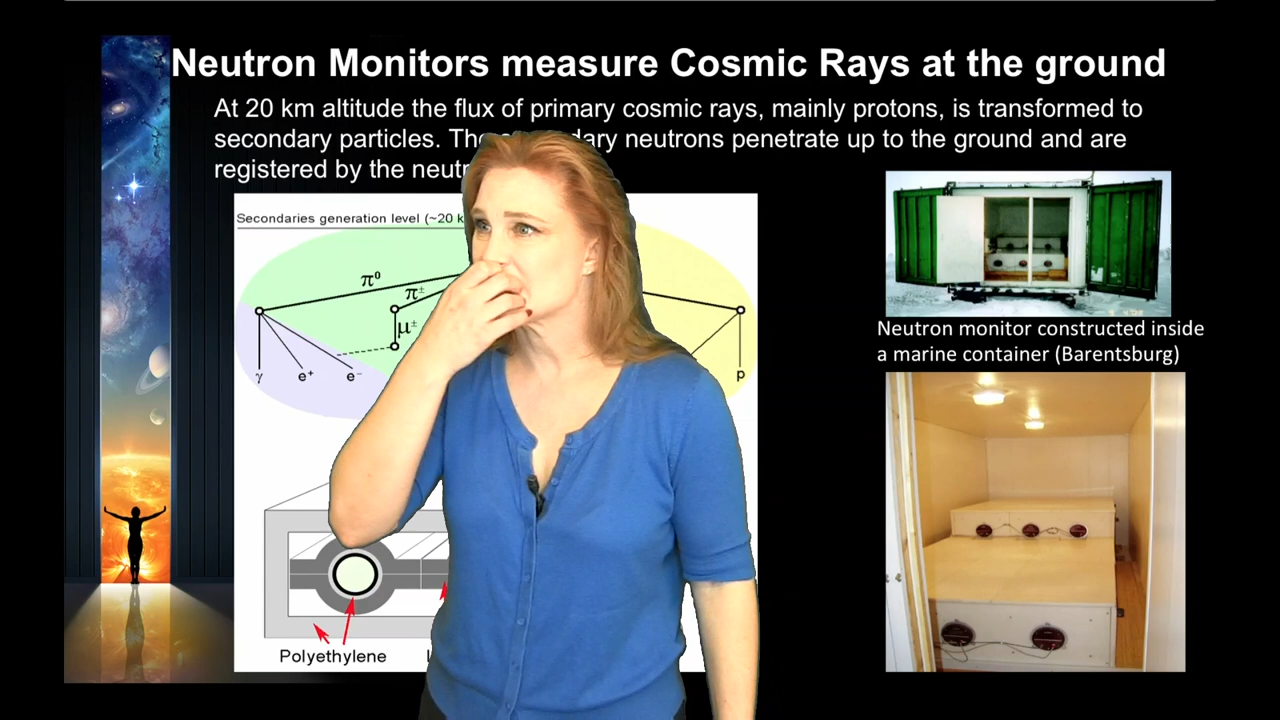 Neutron Monitors measure Cosmic Rays at the ground
At 20 km altitude the flux of primary cosmic rays, mainly protons, is transformed to
secondary particles. The neutrons penetrate up to the ground and are
registered by the
Secondaries generation level (~20
π⁰
π±
μ±
γ e⁺ e⁻
p
Polyethylene
Neutron monitor constructed inside
a marine container (Barentsburg)